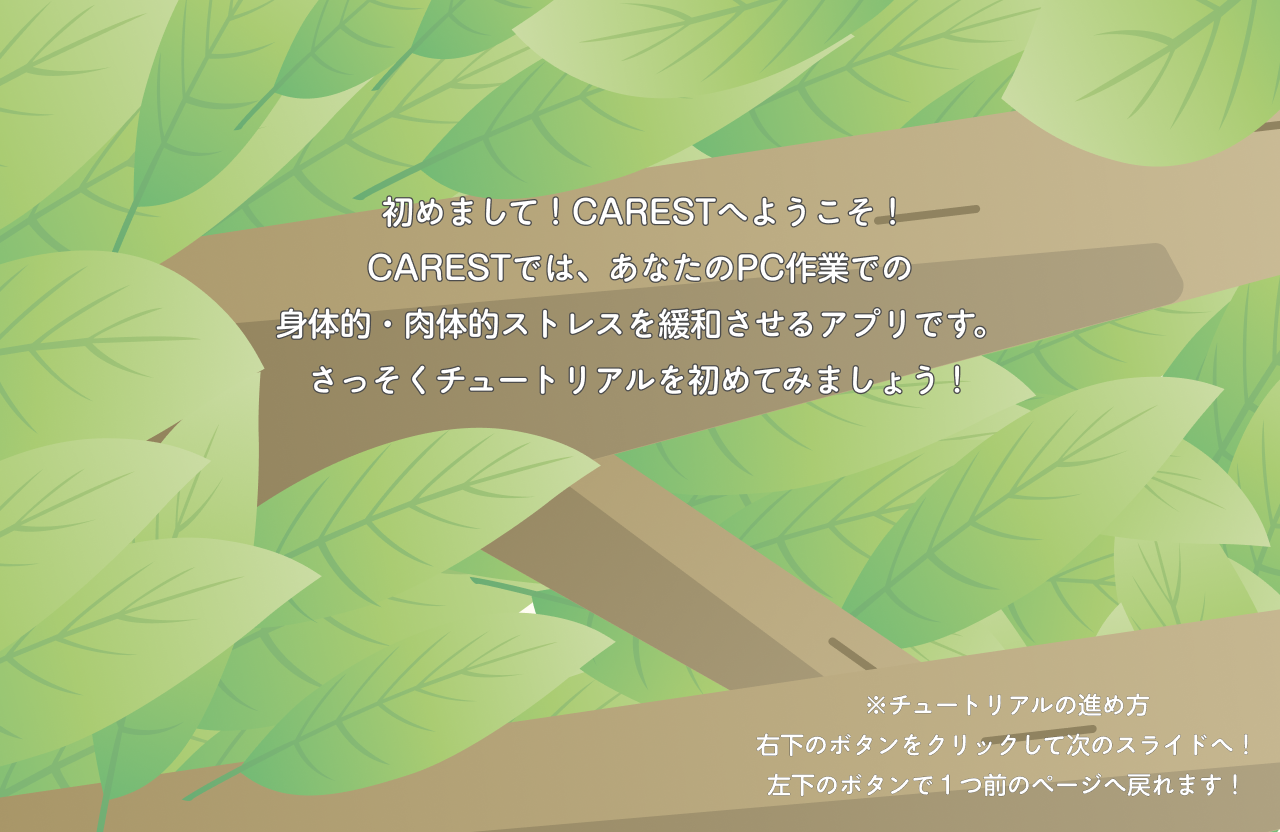 初めまして！CARESTへようこそ！
CARESTでは、あなたのPC作業での
身体的・肉体的ストレスを緩和させるアプリです。
さっそくチュートリアルを初めてみましょう！
※チュートリアルの進め方
右下のボタンをクリックして次のスライドへ！
左下のボタンで１つ前のページへ戻れます！